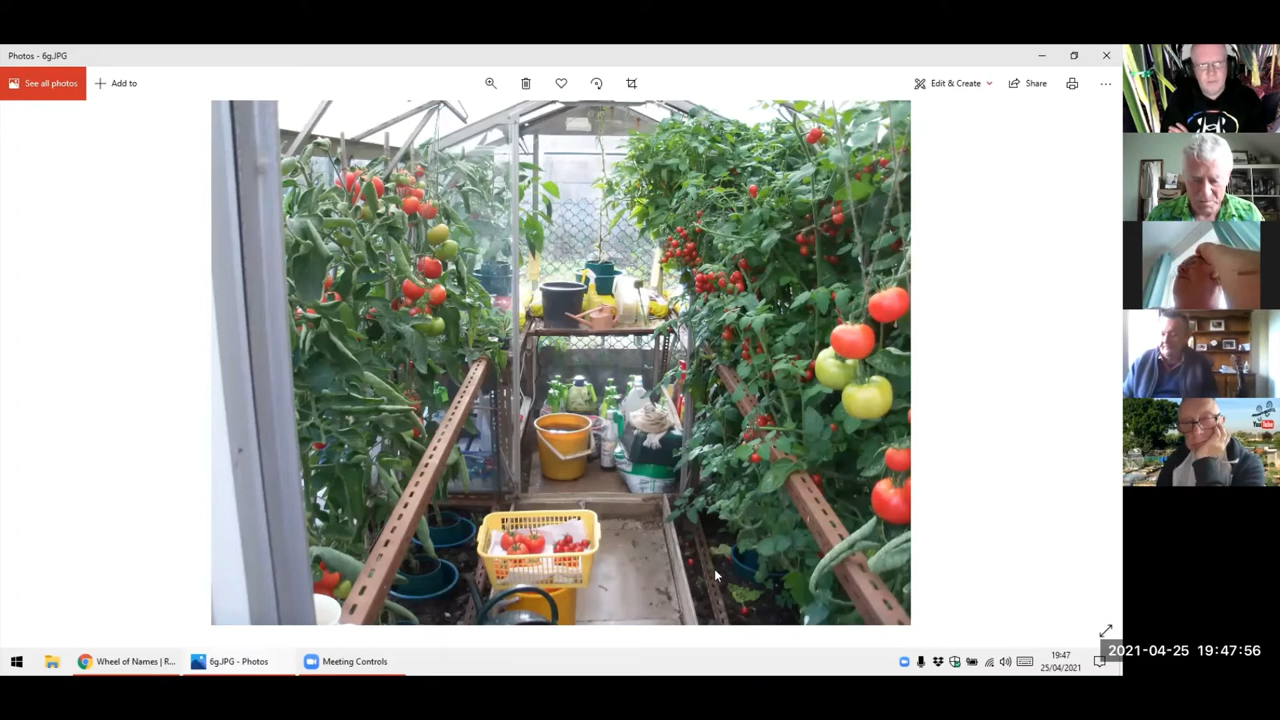 Photos - 6g.JPG
See all photos
Add to
Edit & Create
Share
YouTube
Wheel of Names | R...
6g.JPG - Photos
Meeting Controls
19:47
25/04/2021
2021-04-25 19:47:56